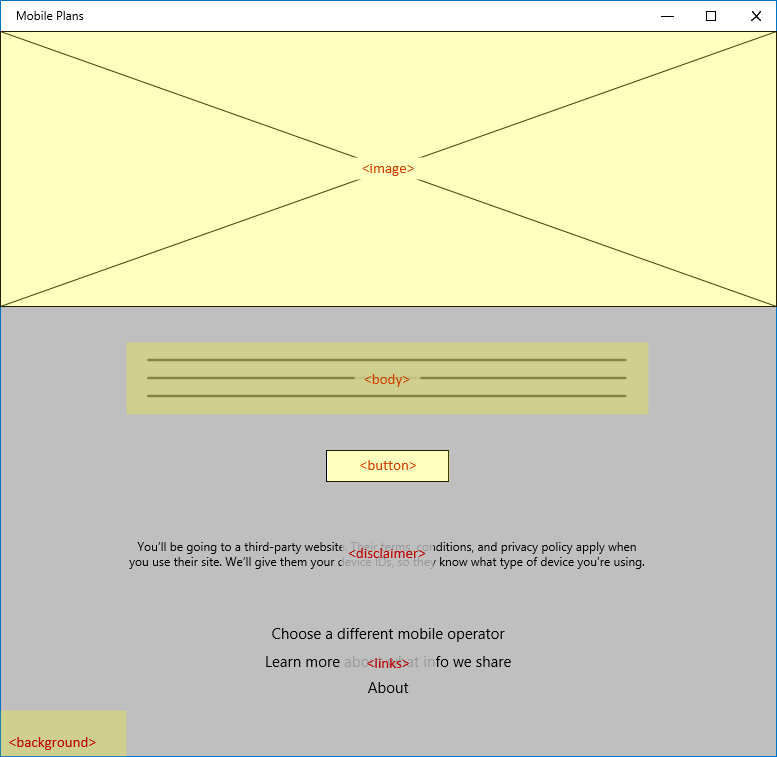 Mobile Plans
<image>
<body>
<button>
You'll be going to a third-party website. Their terms, conditions, and privacy policy apply when
<disclaimer>
you use their site. We'll give them your device IDs, so they know what type of device you're using.
Choose a different mobile operator
Learn more about what info we share
<links>
About
<background>